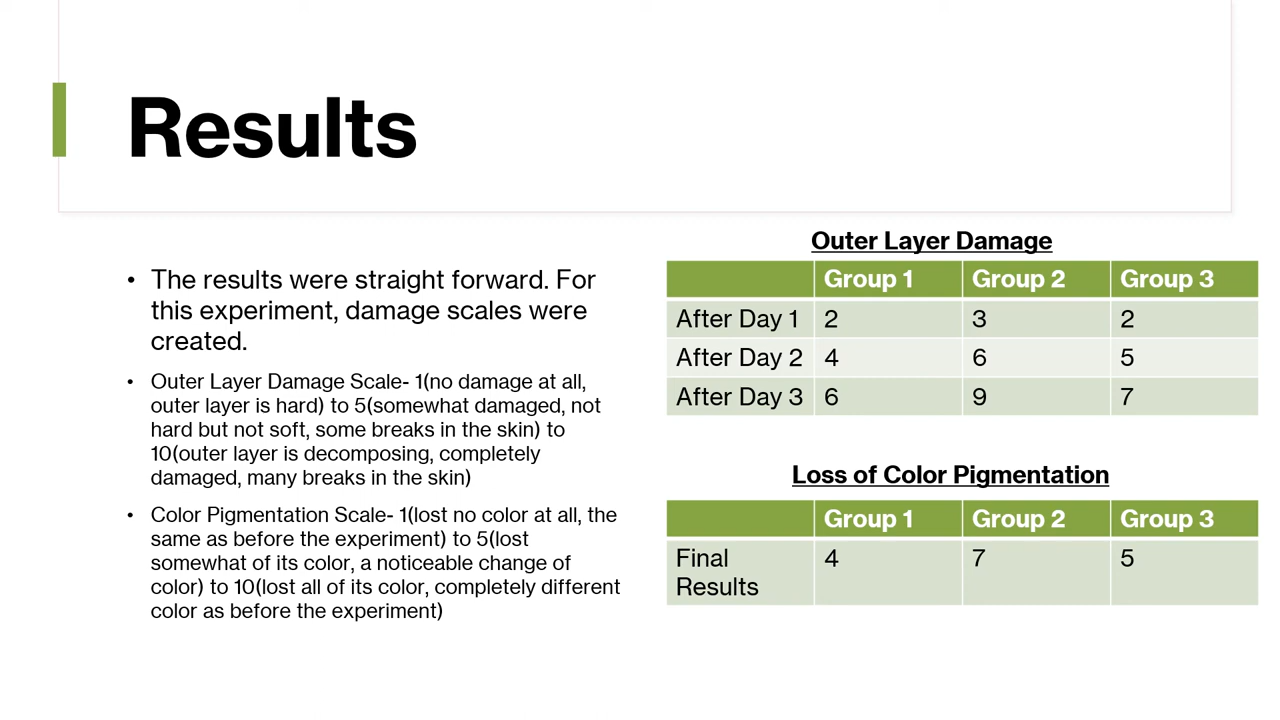 Results
• The results were straight forward. For
this experiment, damage scales were
created.
• Outer Layer Damage Scale- 1(no damage at all,
outer layer is hard) to 5(somewhat damaged, not
hard but not soft, some breaks in the skin) to
10(outer layer is decomposing, completely
damaged, many breaks in the skin)
• Color Pigmentation Scale- 1(lost no color at all, the
same as before the experiment) to 5(lost
somewhat of its color, a noticeable change of
color) to 10(lost all of its color, completely different
color as before the experiment)
Outer Layer Damage
Group 1 Group 2 Group 3
After Day 1 2 3 2
After Day 2 4 6 5
After Day 3 6 9 7
Loss of Color Pigmentation
Group 1 Group 2 Group 3
Final 4 7 5
Results